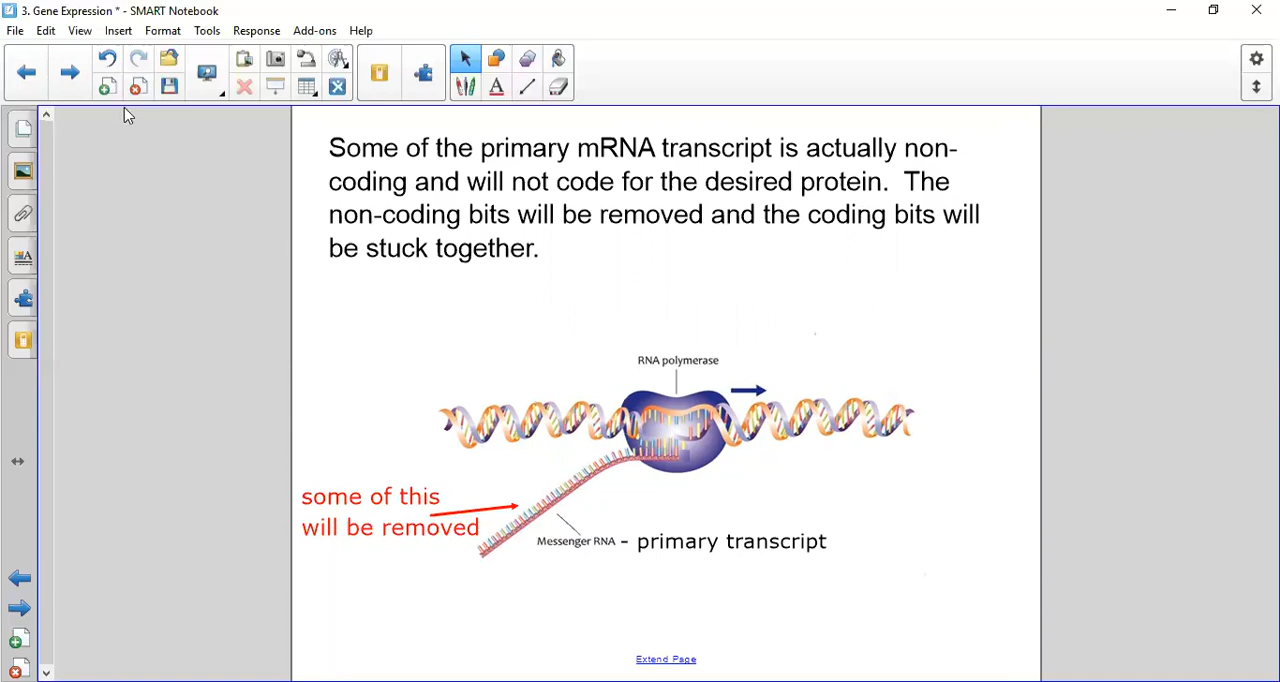 3. Gene Expression * - SMART Notebook
File Edit View Insert Format Tools Response Add-ons Help
Some of the primary mRNA transcript is actually non-
coding and will not code for the desired protein. The
non-coding bits will be removed and the coding bits will
be stuck together.
RNA polymerase
some of this
will be removed
Messenger RNA - primary transcript
Extend Page